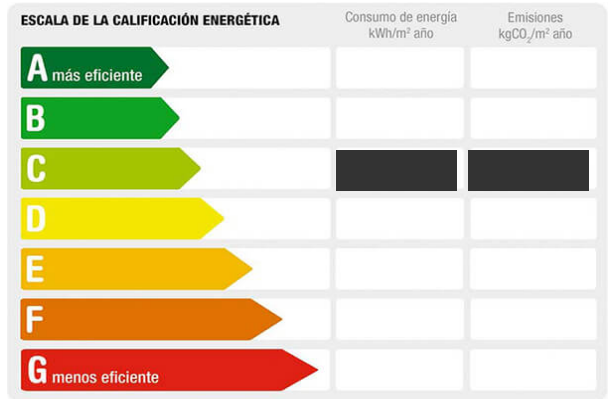 ESCALA DE LA CALIFICACIÓN ENERGÉTICA
Consumo de energía
kWh/m² año
Emisiones
kgCO₂/m² año
A más eficiente
B
C
D
E
F
G menos eficiente